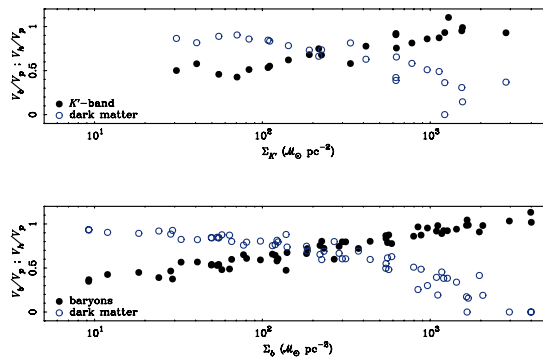 1
0.5
0
V_b/V_p ; V_h/V_p
K'-band
dark matter
10^1
10^2
10^3
Σ_K' (M_⊙ pc^-2)
1
0.5
0
V_b/V_p ; V_h/V_p
baryons
dark matter
10^1
10^2
10^3
Σ_b (M_⊙ pc^-2)